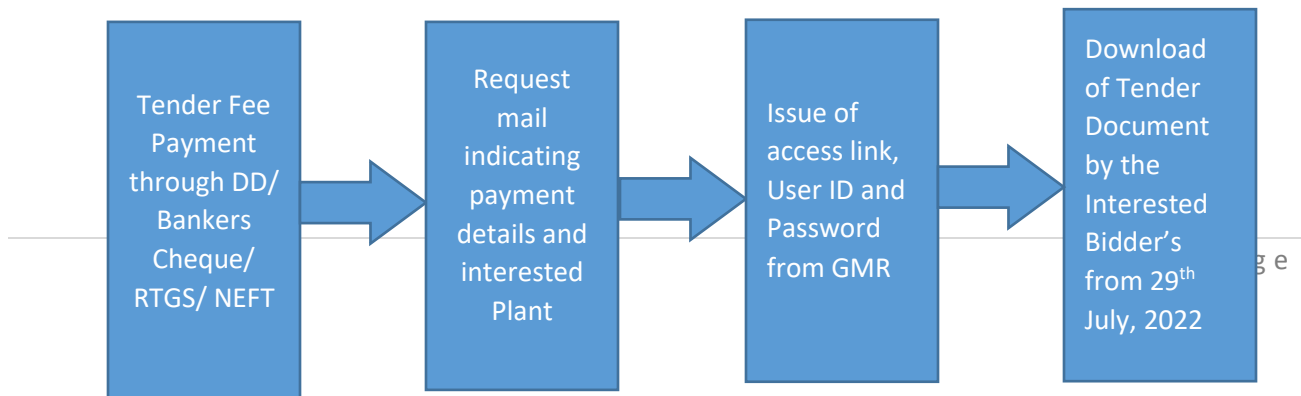 Tender Fee
Payment
through DD/
Bankers
Cheque/
RTGS/ NEFT
Request
mail
indicating
payment
details and
interested
Plant
Issue of
access link,
User ID and
Password
from GMR
Download
of Tender
Document
by the
Interested
Bidder’s
from 29th
July, 2022
g e